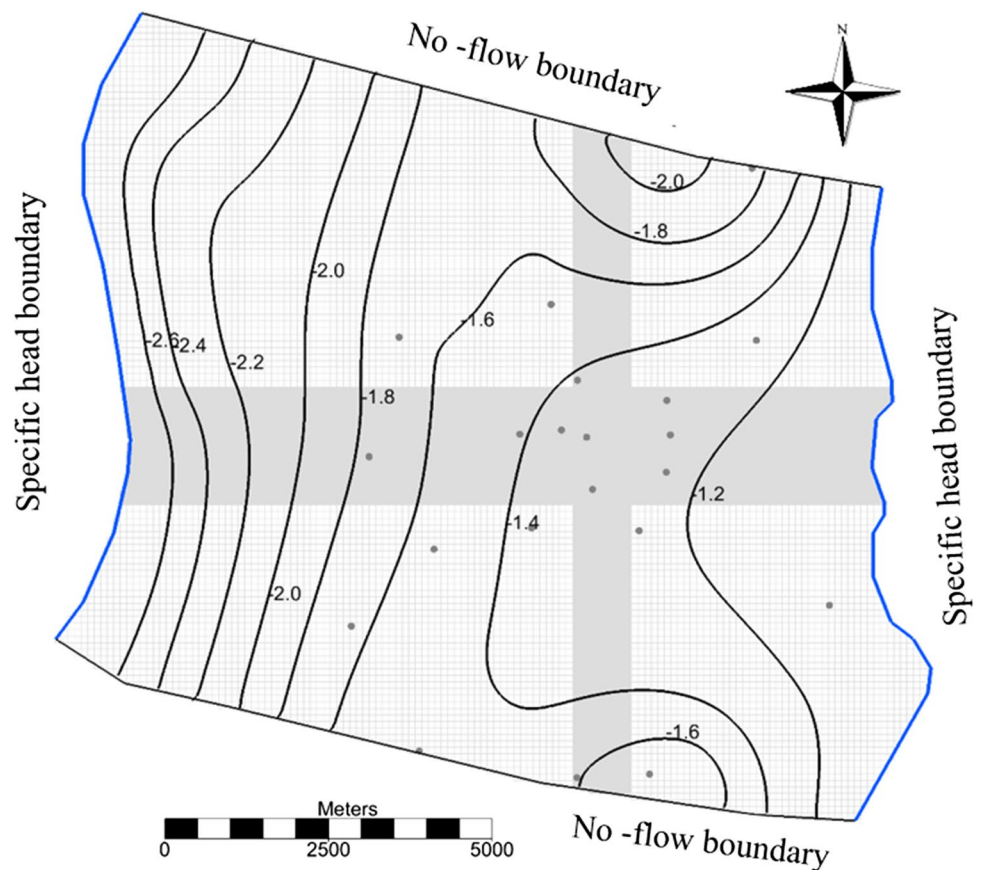 No -flow boundary
N
-2.0
-1.8
-2.0
-1.6
-2.6
-2.4
-2.2
-1.8
Specific head boundary
Specific head boundary
-1.2
-1.4
-2.0
-1.6
Meters
0 2500 5000
No -flow boundary